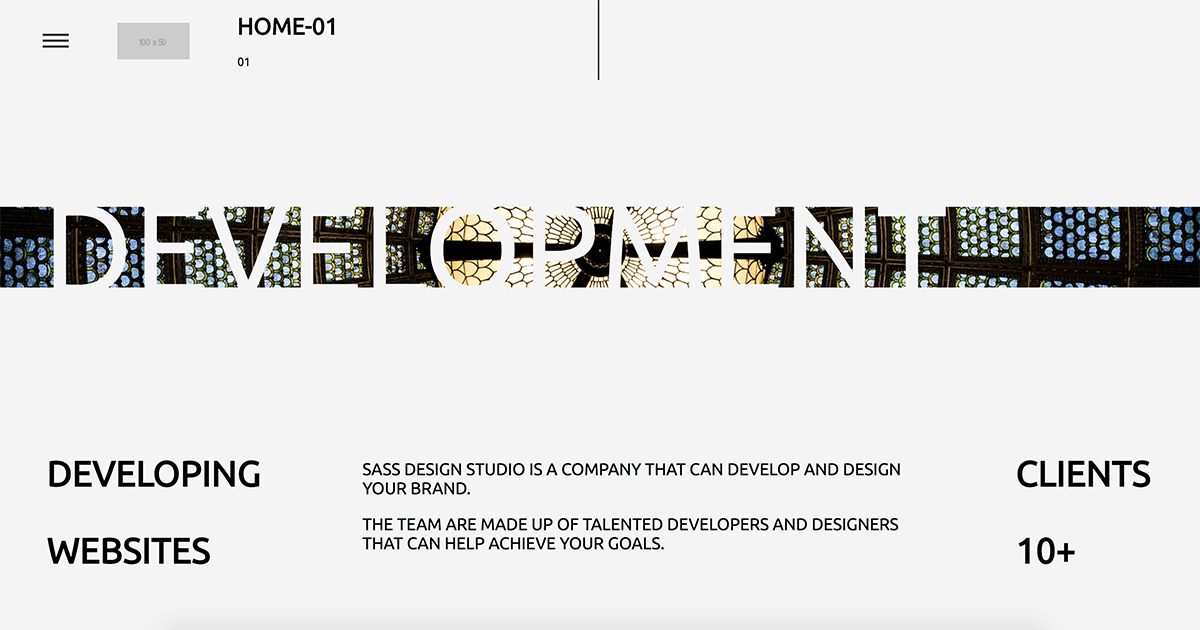 HOME-01
100 x 50
01
DEVELOPMENT
DEVELOPING
WEBSITES
SASS DESIGN STUDIO IS A COMPANY THAT CAN DEVELOP AND DESIGN
YOUR BRAND.
THE TEAM ARE MADE UP OF TALENTED DEVELOPERS AND DESIGNERS
THAT CAN HELP ACHIEVE YOUR GOALS.
CLIENTS
10+